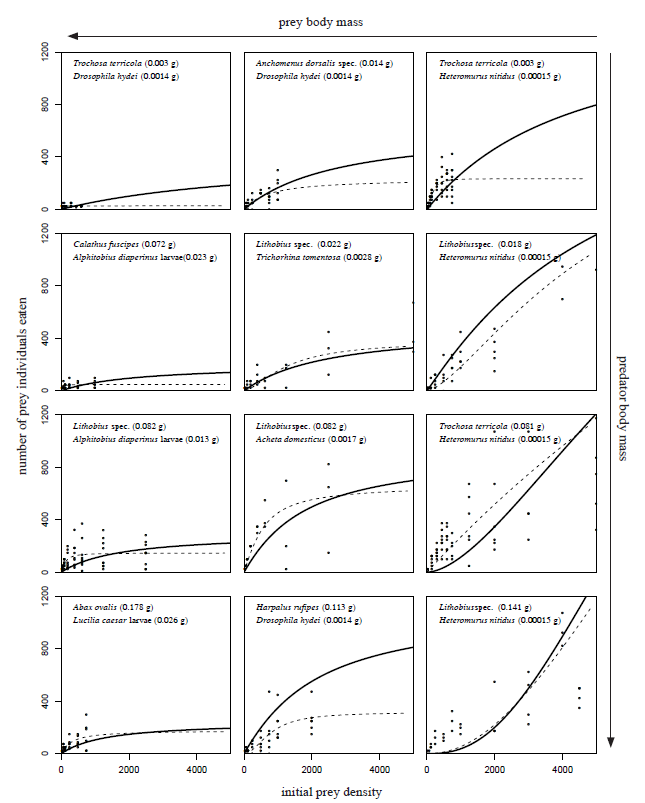 prey body mass
1200
800
400
0
Trochosa terricola (0.003 g)
Drosophila hydei (0.0014 g)
Anchomenus dorsalis spec. (0.014 g)
Drosophila hydei (0.0014 g)
Trochosa terricola (0.003 g)
Heteromurus nitidus (0.00015 g)
1200
800
400
0
Calathus fuscipes (0.072 g)
Alphitobius diaperinus larvae(0.023 g)
Lithobius spec. (0.022 g)
Trichorhina tomentosa (0.0028 g)
Lithobiusspec. (0.018 g)
Heteromurus nitidus (0.00015 g)
number of prey individuals eaten
predator body mass
1200
800
400
0
Lithobius spec. (0.082 g)
Alphitobius diaperinus larvae (0.013 g)
Lithobiusspec. (0.082 g)
Acheta domesticus (0.0017 g)
Trochosa terricola (0.081 g)
Heteromurus nitidus (0.00015 g)
1200
800
400
0
Abax ovalis (0.178 g)
Lucilia caesar larvae (0.026 g)
Harpalus rufipes (0.113 g)
Drosophila hydei (0.0014 g)
Lithobiusspec. (0.141 g)
Heteromurus nitidus (0.00015 g)
0 2000 4000 0 2000 4000 0 2000 4000
initial prey density